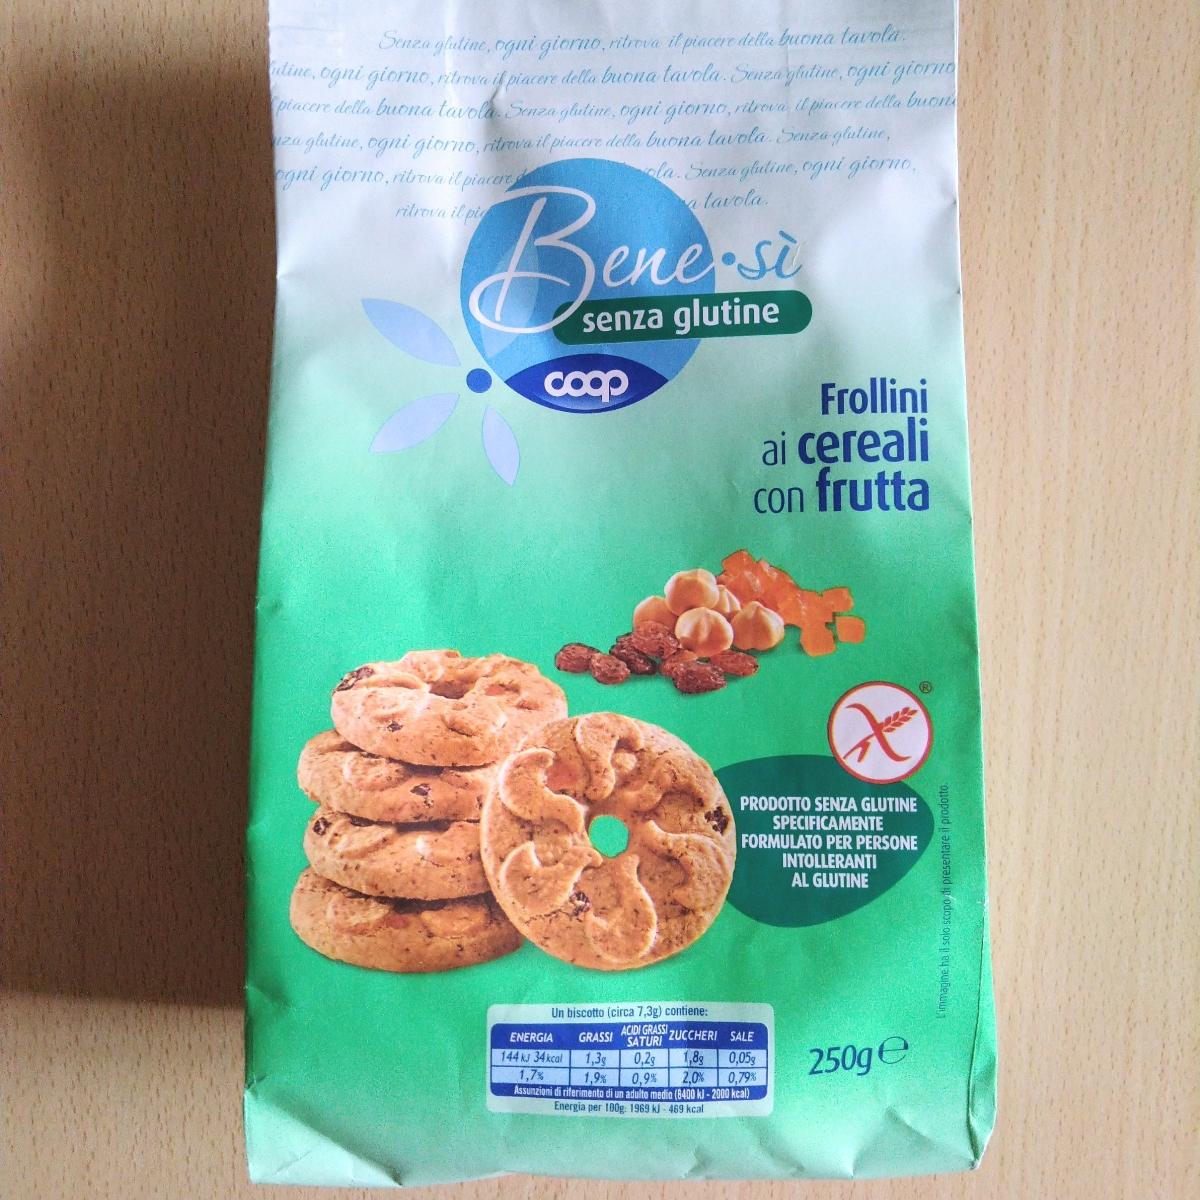 Senza glutine, ogni giorno, ritrova il piacere della buona tavola.
ogni giorno, ritrova il piacere della buona tavola. Senza glutine, ogni giorno
piacere della buona tavola. Senza glutine, ogni giorno, ritrova il piacere della
glutine, ogni giorno, ritrova il piacere della buona tavola. Senza glutine,
ogni giorno, ritrova il piacere Senza glutine, ogni giorno,
ritrova il tavola.
Bene•sì
senza glutine
coop
Frollini
ai cereali
con frutta
®
PRODOTTO SENZA GLUTINE
SPECIFICAMENTE
FORMULATO PER PERSONE
INTOLLERANTI
AL GLUTINE
L'immagine ha il solo scopo di presentare il prodotto.
Un biscotto (circa 7,3g) contiene:
ENERGIA GRASSI ACIDI GRASSI SATURI ZUCCHERI SALE
144 kJ 34kcal 1,3g 0,2g 1,8g 0,05g
1,7% 1,9% 0,9% 2,0% 0,79%
Assunzioni di riferimento di un adulto medio (8400 kJ - 2000 kcal)
Energia per 100g: 1969 kJ - 469 kcal
250g e